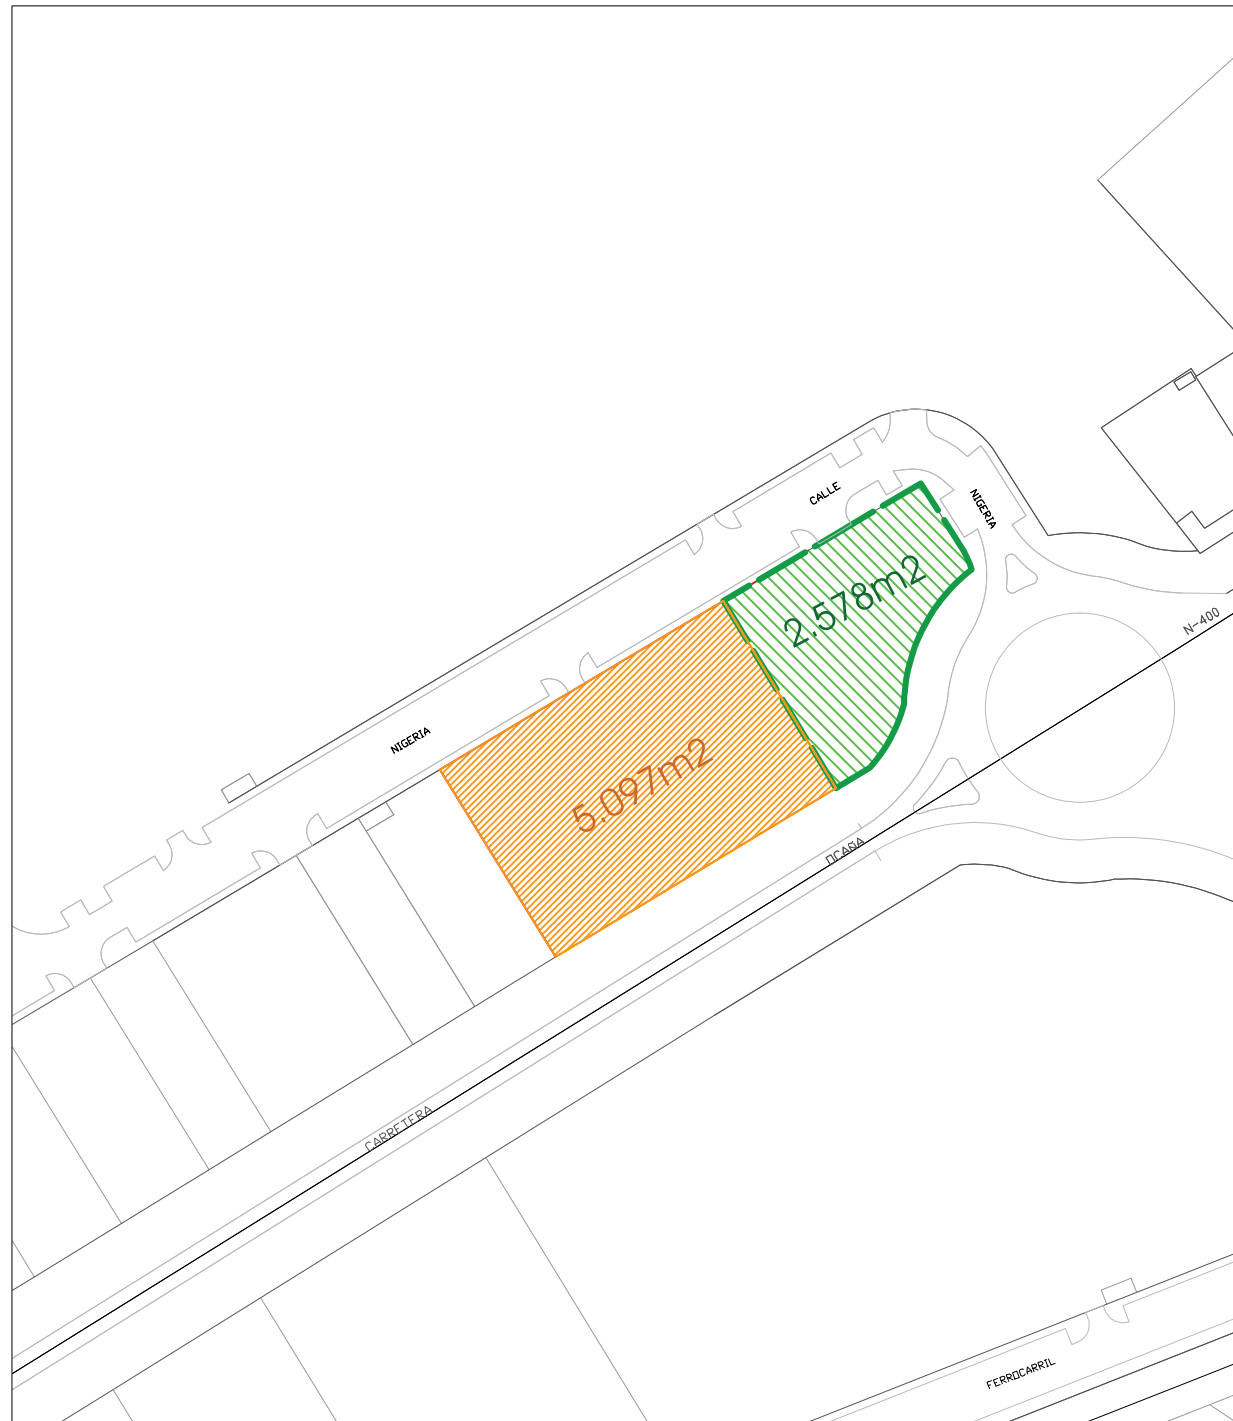 CALLE
NIGERIA
2.578m2
N-400
NIGERIA
5.097m2
OCAÑA
CARRETERA
FERROCARRIL